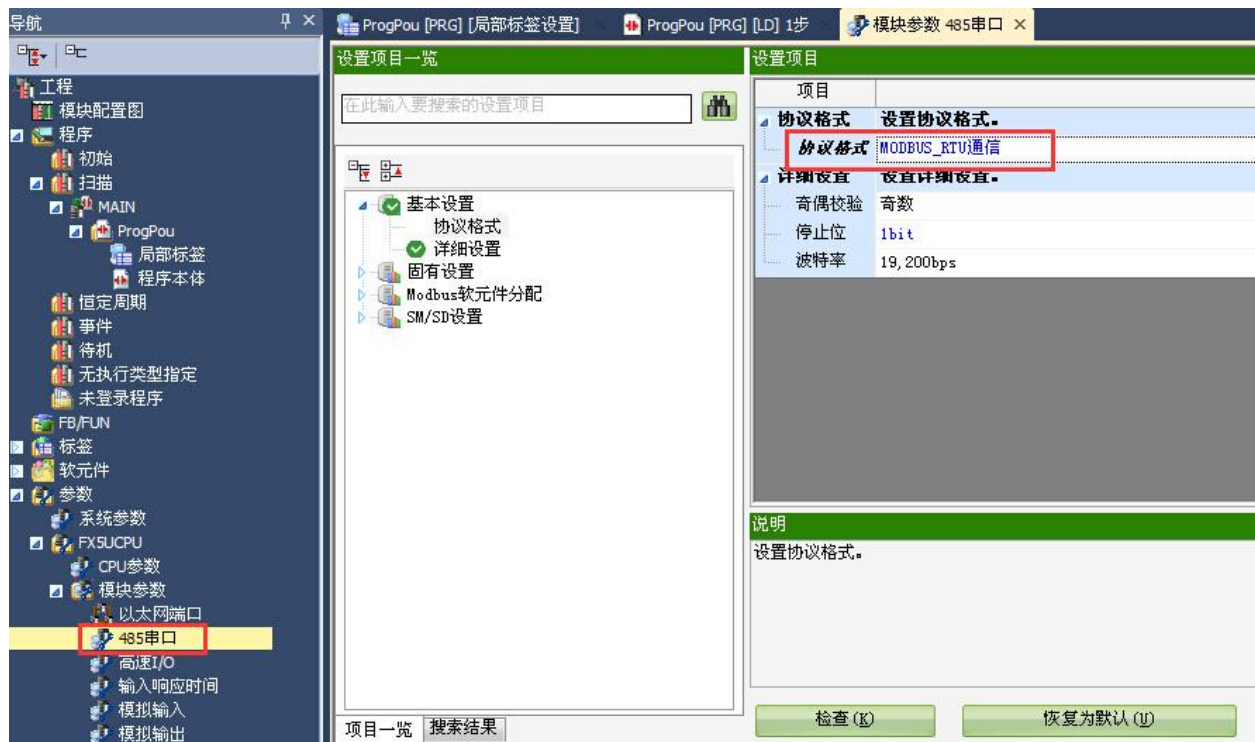 导航
ProgPou [PRG] [局部标签设置]
ProgPou [PRG] [LD] 1步
模块参数 485串口
工程
模块配置图
程序
初始
扫描
MAIN
ProgPou
局部标签
程序本体
恒定周期
事件
待机
无执行类型指定
未登录程序
FB/FUN
标签
软元件
参数
系统参数
FX5UCPU
CPU参数
模块参数
以太网端口
485串口
高速I/O
输入响应时间
模拟输入
模拟输出
设置项目一览
在此输入要搜索的设置项目
基本设置
协议格式
详细设置
固有设置
Modbus软元件分配
SM/SD设置
项目一览 搜索结果
设置项目
项目
协议格式 设置协议格式。
协议格式 MODBUS_RTU通信
详细设置 设置详细设置。
奇偶校验 奇数
停止位 1bit
波特率 19,200bps
说明
设置协议格式。
检查(K) 恢复为默认(U)